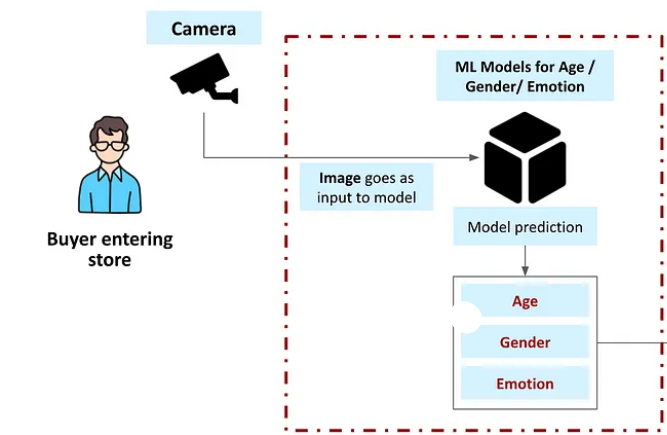 Camera
ML Models for Age /
Gender/ Emotion
Image goes as
input to model
Buyer entering
store
Model prediction
Age
Gender
Emotion